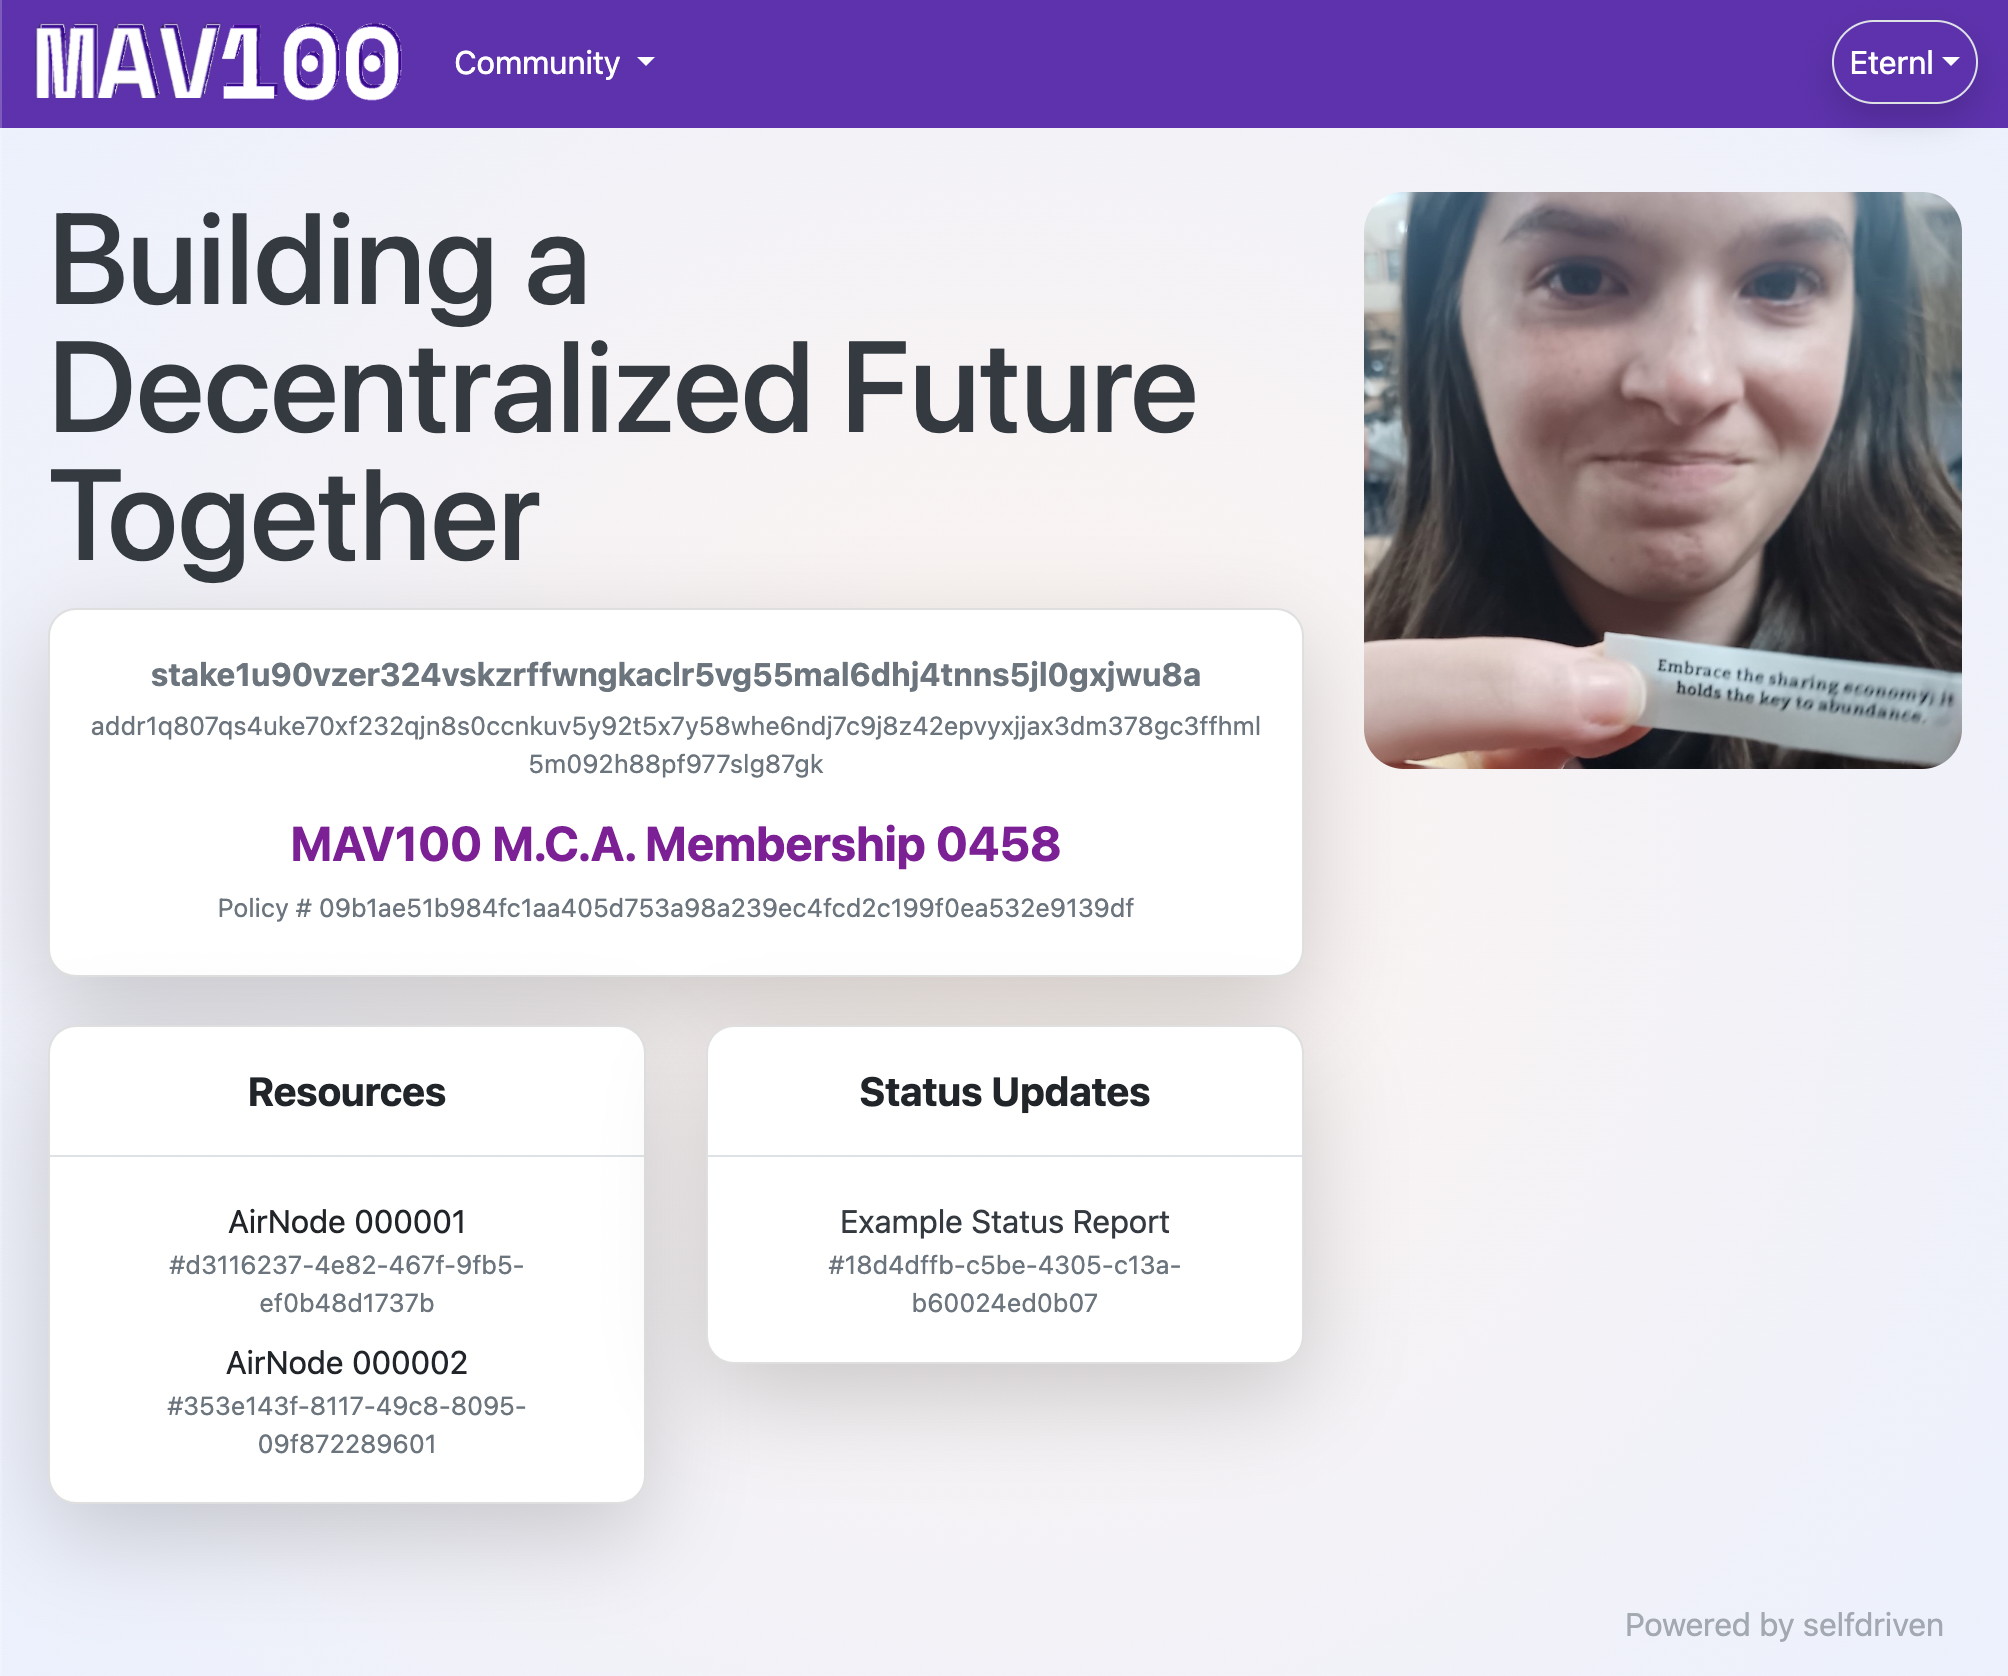 MAV100
Community
Eternl
Building a
Decentralized Future
Together
Embrace the sharing economy; it
holds the key to abundance.
stake1u90vzer324vskzrffwngkaclr5vg55mal6dhj4tnns5jl0gxjwu8a
addr1q807qs4uke70xf232qjn8s0ccnkuv5y92t5x7y58whe6ndj7c9j8z42epvyxjjax3dm378gc3ffhml
5m092h88pf977slg87gk
MAV100 M.C.A. Membership 0458
Policy # 09b1ae51b984fc1aa405d753a98a239ec4fcd2c199f0ea532e9139df
Resources
AirNode 000001
#d3116237-4e82-467f-9fb5-
ef0b48d1737b
AirNode 000002
#353e143f-8117-49c8-8095-
09f872289601
Status Updates
Example Status Report
#18d4dffb-c5be-4305-c13a-
b60024ed0b07
Powered by selfdriven